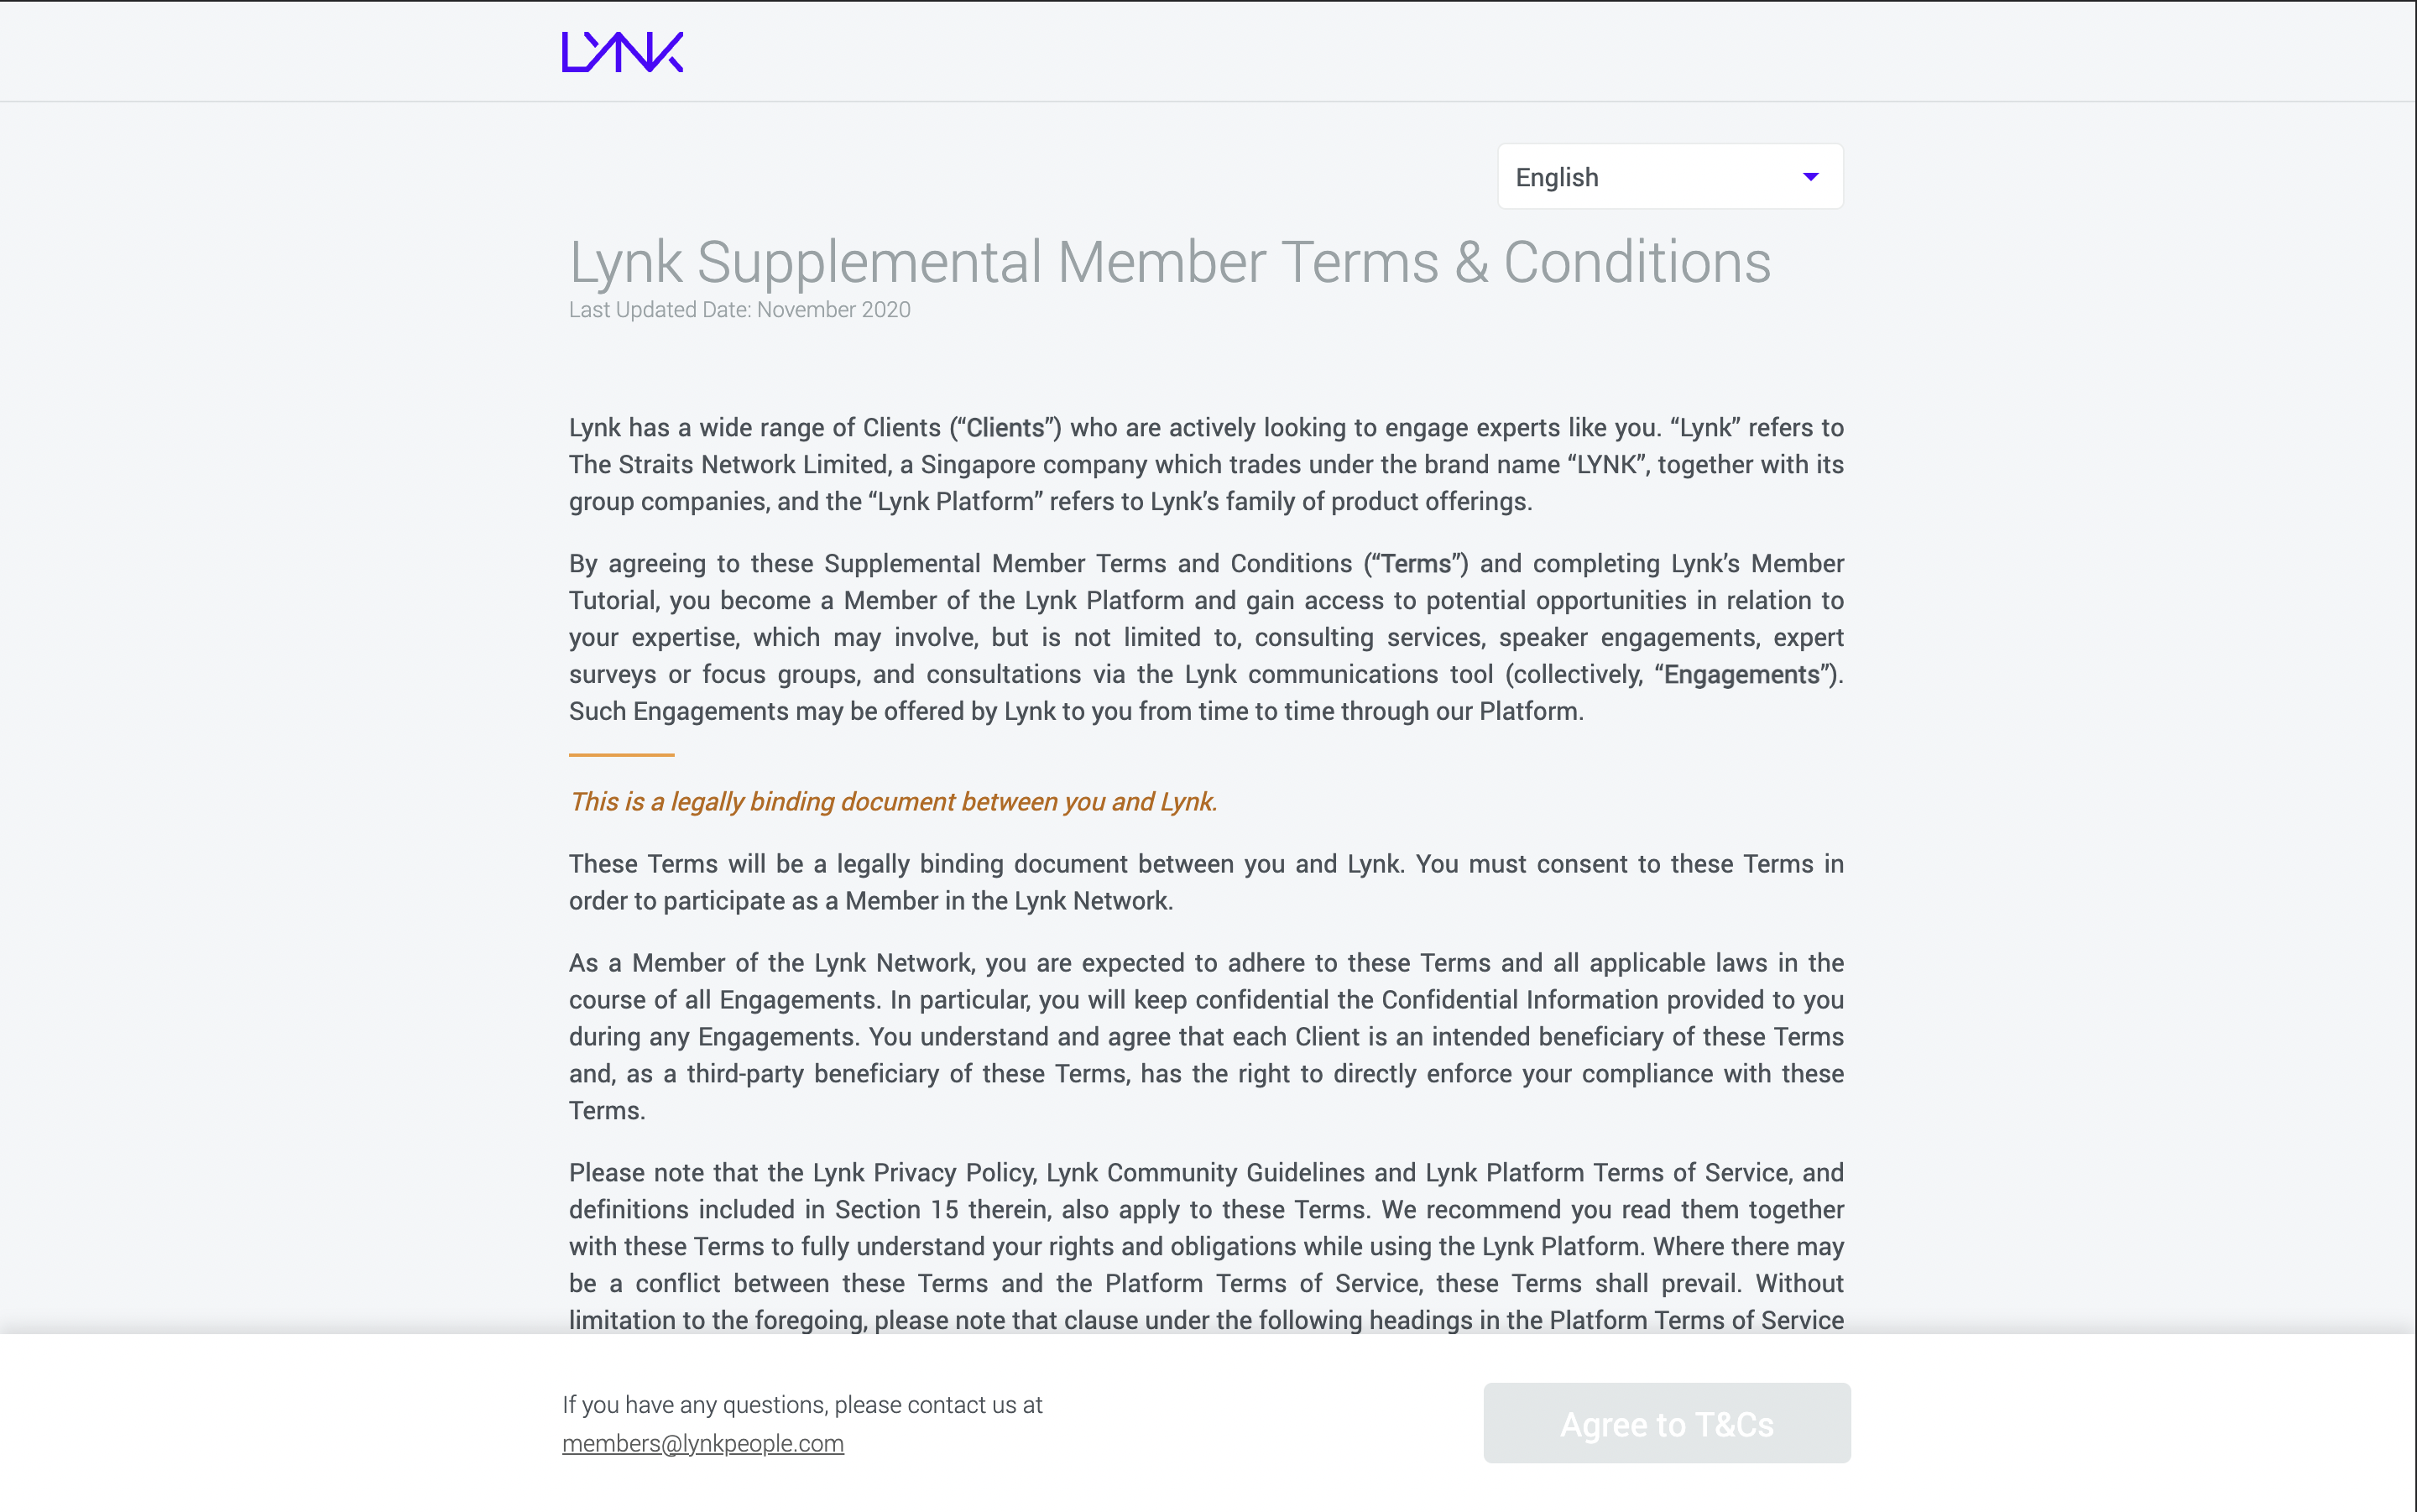 LYNK
English
Lynk Supplemental Member Terms & Conditions
Last Updated Date: November 2020
Lynk has a wide range of Clients (“Clients”) who are actively looking to engage experts like you. “Lynk” refers to
The Straits Network Limited, a Singapore company which trades under the brand name “LYNK”, together with its
group companies, and the “Lynk Platform” refers to Lynk’s family of product offerings.
By agreeing to these Supplemental Member Terms and Conditions (“Terms”) and completing Lynk’s Member
Tutorial, you become a Member of the Lynk Platform and gain access to potential opportunities in relation to
your expertise, which may involve, but is not limited to, consulting services, speaker engagements, expert
surveys or focus groups, and consultations via the Lynk communications tool (collectively, “Engagements”).
Such Engagements may be offered by Lynk to you from time to time through our Platform.
This is a legally binding document between you and Lynk.
These Terms will be a legally binding document between you and Lynk. You must consent to these Terms in
order to participate as a Member in the Lynk Network.
As a Member of the Lynk Network, you are expected to adhere to these Terms and all applicable laws in the
course of all Engagements. In particular, you will keep confidential the Confidential Information provided to you
during any Engagements. You understand and agree that each Client is an intended beneficiary of these Terms
and, as a third-party beneficiary of these Terms, has the right to directly enforce your compliance with these
Terms.
Please note that the Lynk Privacy Policy, Lynk Community Guidelines and Lynk Platform Terms of Service, and
definitions included in Section 15 therein, also apply to these Terms. We recommend you read them together
with these Terms to fully understand your rights and obligations while using the Lynk Platform. Where there may
be a conflict between these Terms and the Platform Terms of Service, these Terms shall prevail. Without
limitation to the foregoing, please note that clause under the following headings in the Platform Terms of Service
If you have any questions, please contact us at
members@lynkpeople.com
Agree to T&Cs